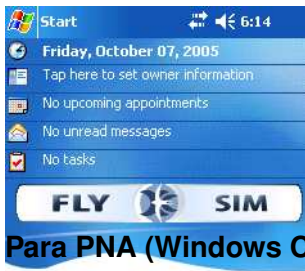 Start 6:14
Friday, October 07, 2005
Tap here to set owner information
No upcoming appointments
No unread messages
No tasks
FLY SIM
Para PNA (Windows C